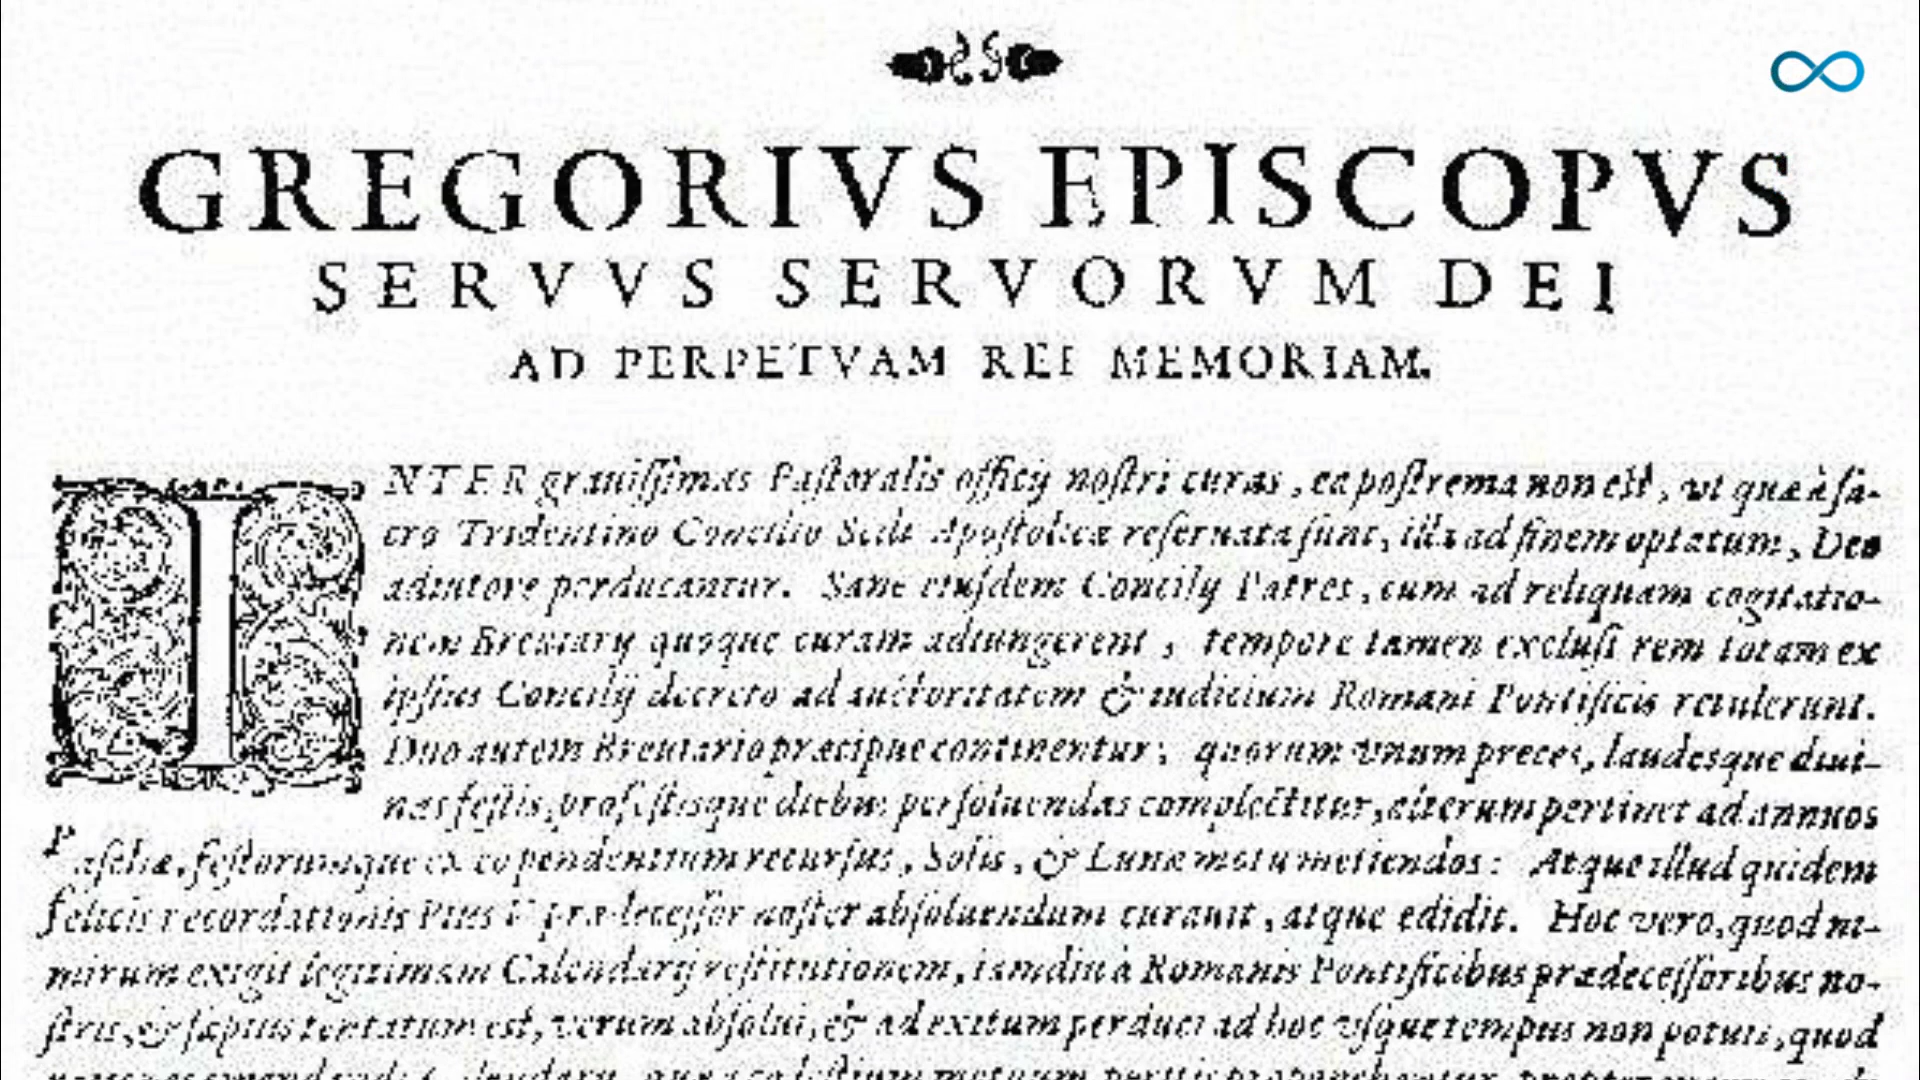 GREGORIVS EPISCOPVS
SERVVS SERVORVM DEI
AD PERPETVAM REI MEMORIAM.
INTER grauiſſimas Paſtoralis officij noſtri curas, ea poſtrema non eſt, vt quæ à ſa-
cro Tridentino Concilio Sedi Apoſtolicæ reſeruata ſunt, illa ad finem optatum, Deo
adiutore perducantur. Sane eiuſdem Concilij Patres, cum ad reliquam cogitatio-
nem Breuiarij quoque curam adiungerent, tempore tamen excluſi rem totam ex
ipſius Concilij decreto ad auctoritatem & iudicium Romani Pontificis retulerunt.
Duo autem Breuiario præcipue continentur, quorum vnum preces, laudesque diui-
nas feſtis, profeſtisque diebus perſoluendas complectitur, alterum pertinet ad annuos
Paſchæ, feſtorumque ex eo pendentium recurſus, Solis, & Lunæ motu metiendos: Atque illud quidem
felicis recordationis Pius V. prædeceſſor noſter abſoluendum curauit, atque edidit. Hoc vero, quod ni-
mirum exigit legitimam Calendarij reſtitutionem, iamdiu à Romanis Pontificibus prædeceſſoribus no-
ſtris, & ſæpius tentatum est, verum abſolui, & ad exitum perduci ad hoc vſque tempus non potuit, quod